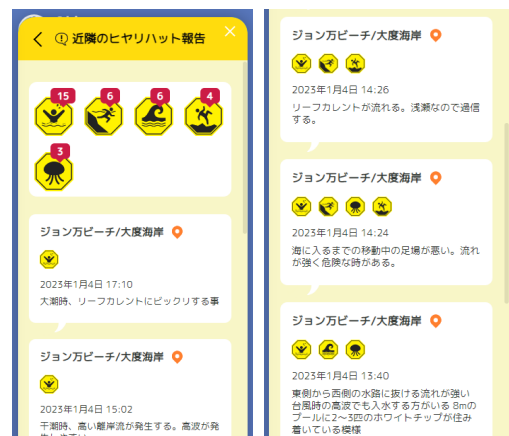 近隣のヒヤリハット報告
15
6
6
4
3
ジョン万ビーチ/大度海岸
2023年1月4日 17:10
大潮時、リーフカレントにビックリする事
ジョン万ビーチ/大度海岸
2023年1月4日 15:02
干潮時、高い離岸流が発生する。高波が発
ジョン万ビーチ/大度海岸
2023年1月4日 14:26
リーフカレントが流れる。浅瀬なので過信
する。
ジョン万ビーチ/大度海岸
2023年1月4日 14:24
海に入るまでの移動中の足場が悪い。流れ
が強く危険な時がある。
ジョン万ビーチ/大度海岸
2023年1月4日 13:40
東側から西側の水路に抜ける流れが強い
台風時の高波でも入水する方がいる 8mの
プールに2〜3匹のホワイトチップが住み
着いている模様